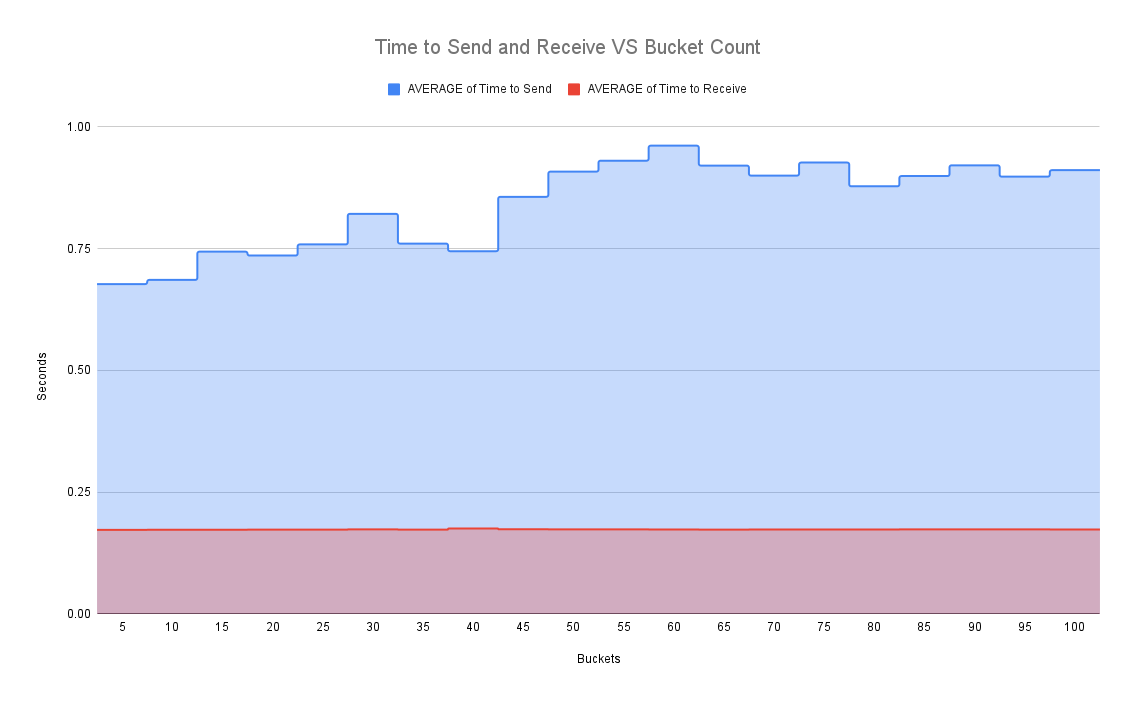 Time to Send and Receive VS Bucket Count
AVERAGE of Time to Send AVERAGE of Time to Receive
1.00
0.75
0.50
0.25
0.00
Seconds
5 10 15 20 25 30 35 40 45 50 55 60 65 70 75 80 85 90 95 100
Buckets